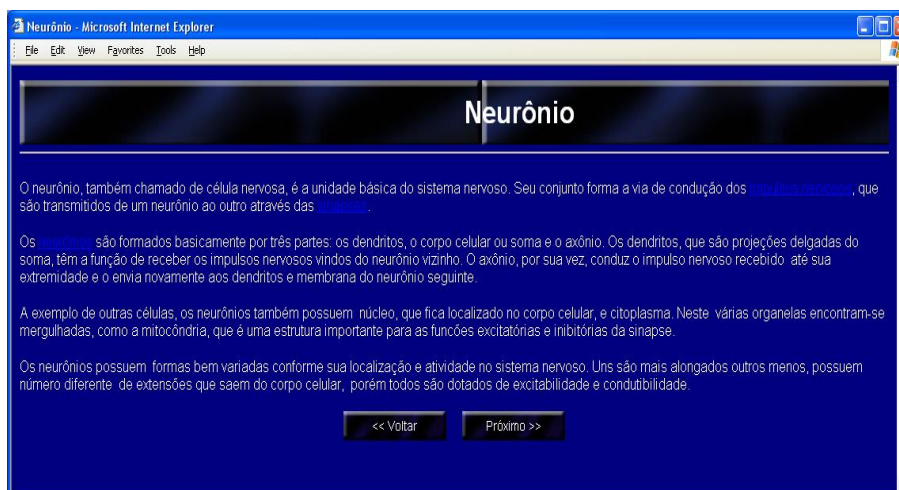 Neurônio - Microsoft Internet Explorer
File Edit View Favorites Tools Help
Neurônio
O neurônio, também chamado de célula nervosa, é a unidade básica do sistema nervoso. Seu conjunto forma a via de condução dos impulsos nervosos, que
são transmitidos de um neurônio ao outro através das sinapses.
Os neurônios são formados basicamente por três partes: os dendritos, o corpo celular ou soma e o axônio. Os dendritos, que são projeções delgadas do
soma, têm a função de receber os impulsos nervosos vindos do neurônio vizinho. O axônio, por sua vez, conduz o impulso nervoso recebido até sua
extremidade e o envia novamente aos dendritos e membrana do neurônio seguinte.
A exemplo de outras células, os neurônios também possuem núcleo, que fica localizado no corpo celular, e citoplasma. Neste várias organelas encontram-se
mergulhadas, como a mitocôndria, que é uma estrutura importante para as funcões excitatórias e inibitórias da sinapse.
Os neurônios possuem formas bem variadas conforme sua localização e atividade no sistema nervoso. Uns são mais alongados outros menos, possuem
número diferente de extensões que saem do corpo celular, porém todos são dotados de excitabilidade e condutibilidade.
<< Voltar Próximo >>